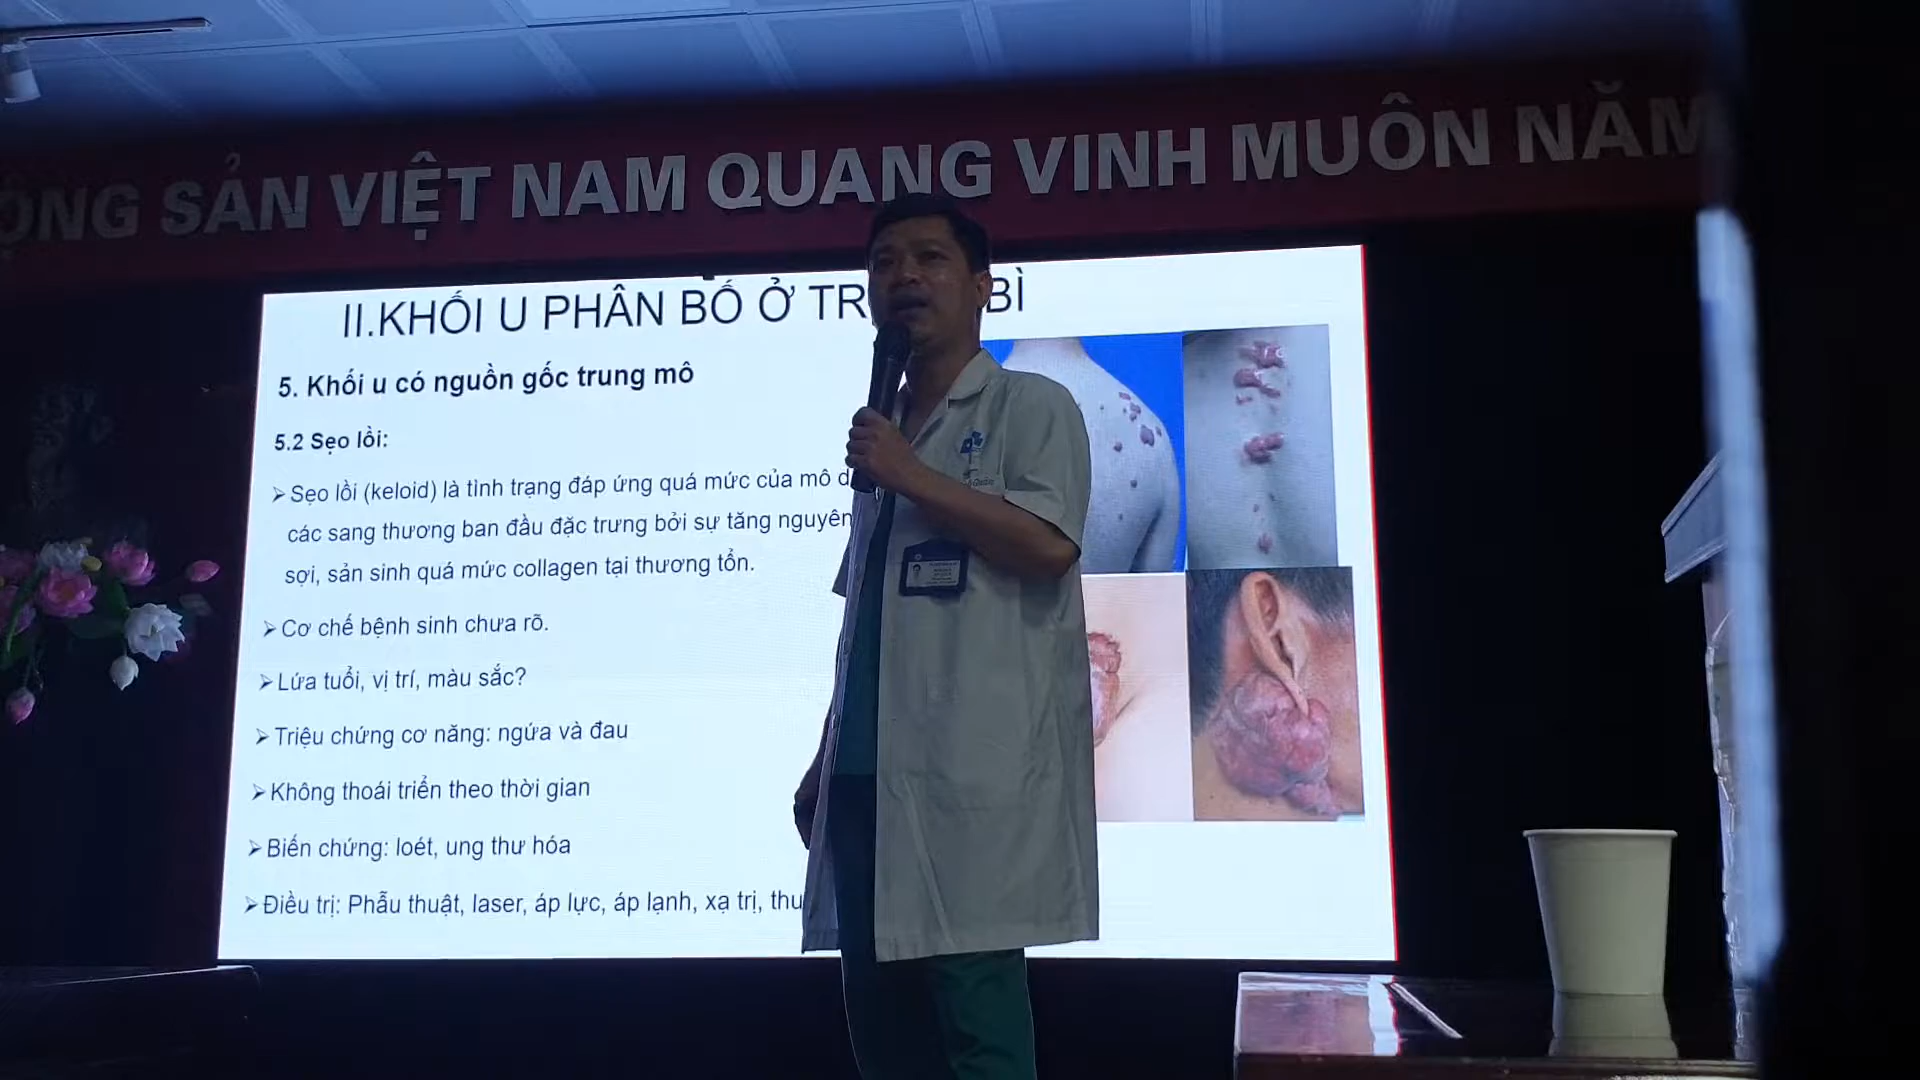 SẢN VIỆT NAM QUANG VINH MUÔN NĂM
II.KHỐI U PHÂN BỐ Ở TR BÌ
5. Khối u có nguồn gốc trung mô
5.2 Sẹo lồi:
➢ Sẹo lồi (keloid) là tình trạng đáp ứng quá mức của mô
các sang thương ban đầu đặc trưng bởi sự tăng nguyên
sợi, sản sinh quá mức collagen tại thương tổn.
➢ Cơ chế bệnh sinh chưa rõ.
➢ Lứa tuổi, vị trí, màu sắc?
➢ Triệu chứng cơ năng: ngứa và đau
➢ Không thoái triển theo thời gian
➢ Biến chứng: loét, ung thư hóa
➢ Điều trị: Phẫu thuật, laser, áp lực, áp lạnh, xạ trị,